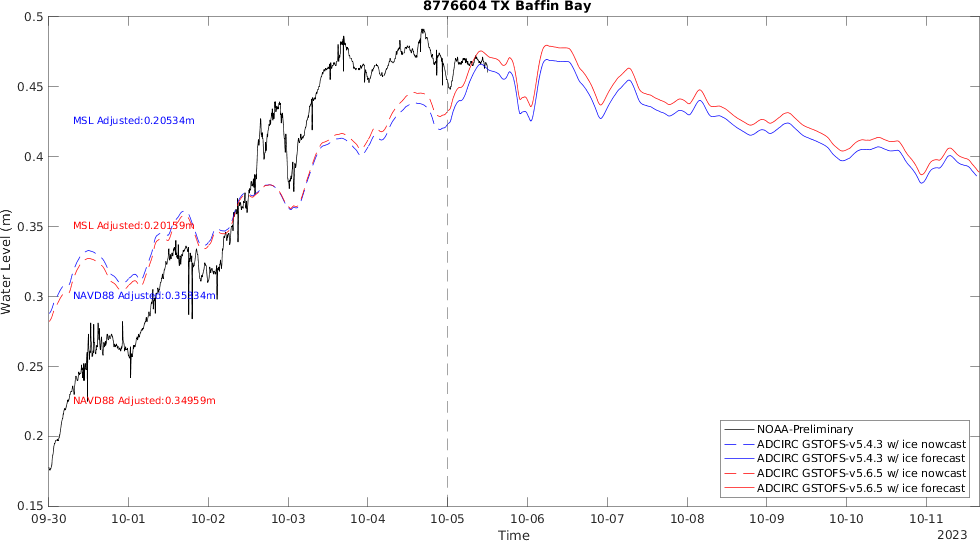 8776604 TX Baffin Bay
0.5
0.45
0.4
0.35
0.3
0.25
0.2
0.15
Water Level (m)
MSL Adjusted:0.20534m
MSL Adjusted:0.20159m
NAVD88 Adjusted:0.35334m
NAVD88 Adjusted:0.34959m
NOAA-Preliminary
ADCIRC GSTOFS-v5.4.3 w/ ice nowcast
ADCIRC GSTOFS-v5.4.3 w/ ice forecast
ADCIRC GSTOFS-v5.6.5 w/ ice nowcast
ADCIRC GSTOFS-v5.6.5 w/ ice forecast
09-30 10-01 10-02 10-03 10-04 10-05 10-06 10-07 10-08 10-09 10-10 10-11
Time
2023